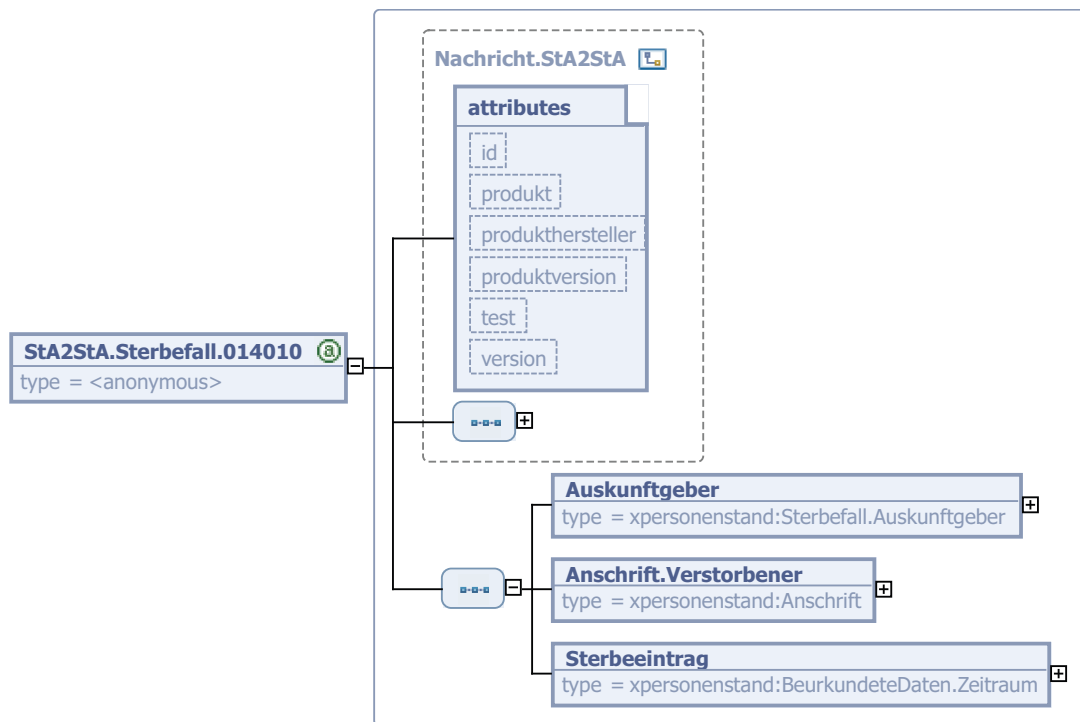 Nachricht.StA2StA
attributes
id
produkt
produkthersteller
produktversion
test
version
StA2StA.Sterbefall.014010 @
type = <anonymous>
Auskunftgeber
type = xpersonenstand:Sterbefall.Auskunftgeber
Anschrift.Verstorbener
type = xpersonenstand:Anschrift
Sterbeeintrag
type = xpersonenstand:BeurkundeteDaten.Zeitraum